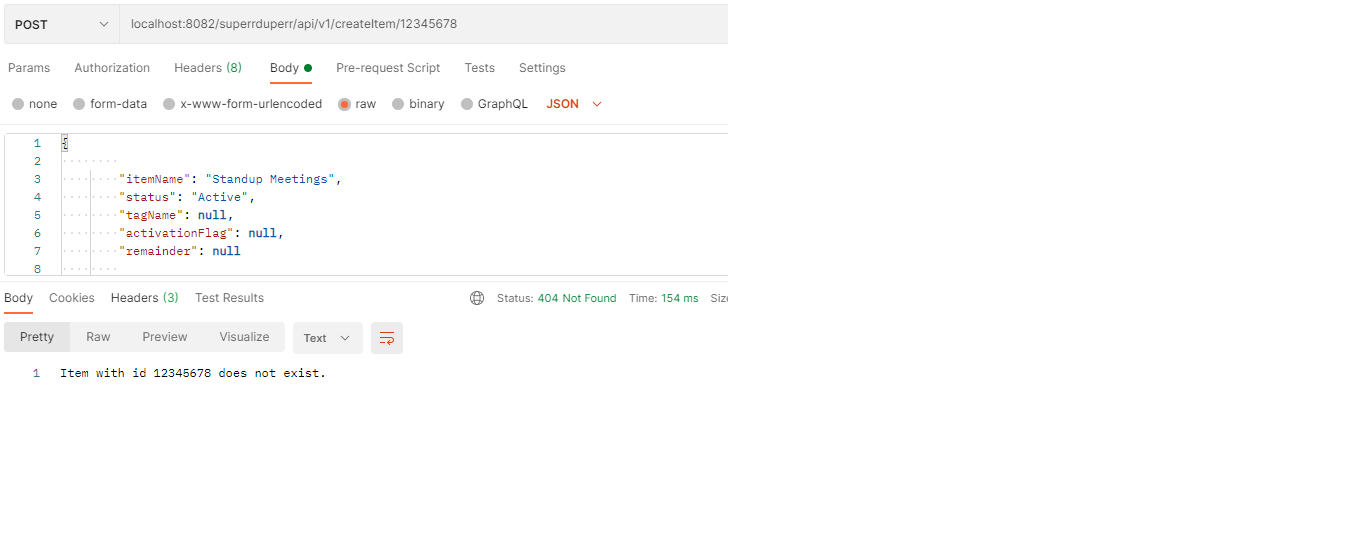 POST localhost:8082/superrduperr/api/v1/createItem/12345678
Params Authorization Headers (8) Body Pre-request Script Tests Settings
none form-data x-www-form-urlencoded raw binary GraphQL JSON
1 {
2
3 "itemName": "Standup Meetings",
4 "status": "Active",
5 "tagName": null,
6 "activationFlag": null,
7 "remainder": null
8
Body Cookies Headers (3) Test Results Status: 404 Not Found Time: 154 ms Size
Pretty Raw Preview Visualize Text
1 Item with id 12345678 does not exist.